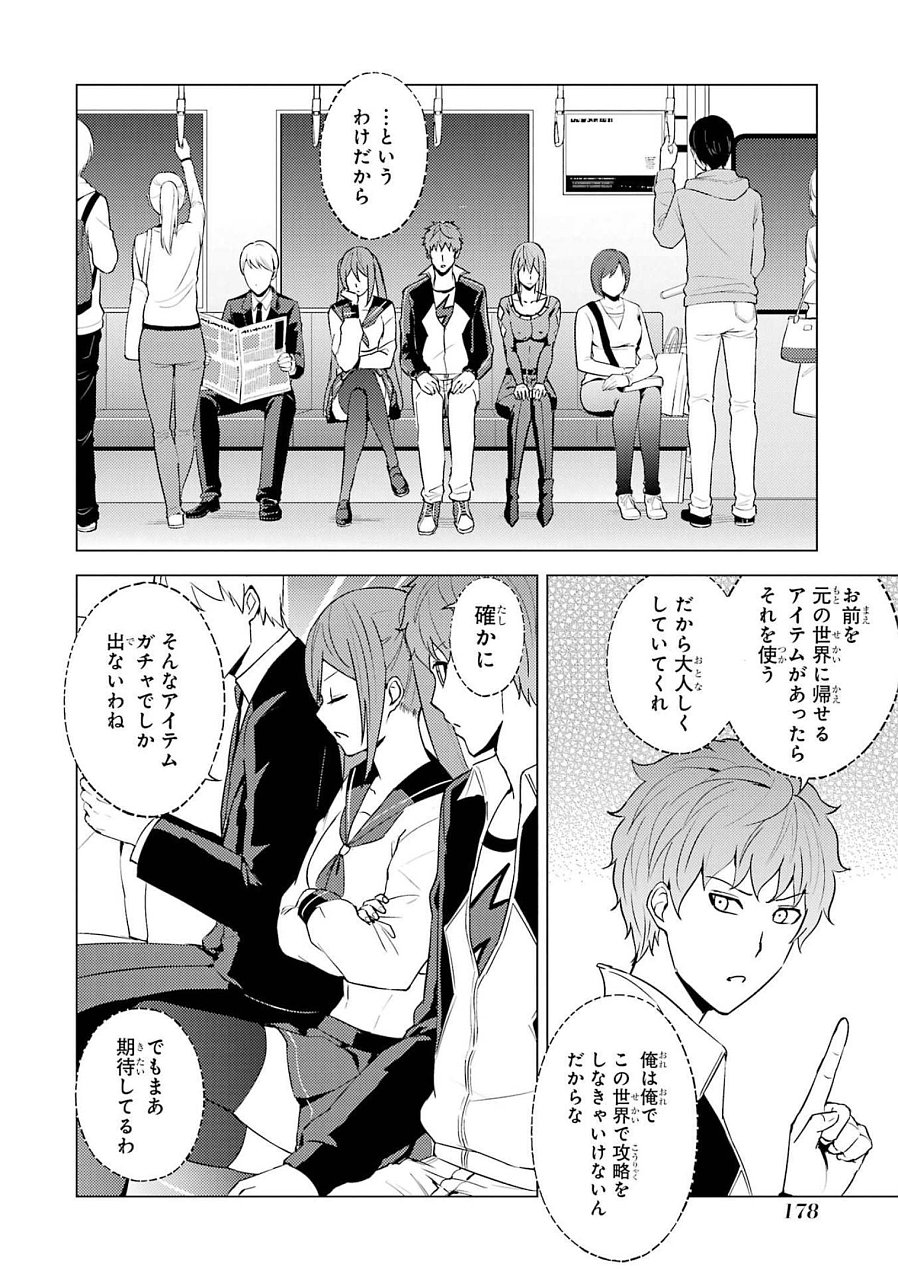 …という
わけだから
お前を
元の世界に帰せる
アイテムがあったら
それを使う
だから大人しく
していてくれ
俺は俺で
この世界で攻略を
しなきゃいけないん
だからな
確かに
そんなアイテム
ガチャでしか
出ないわね
でもまあ
期待してるわ
178